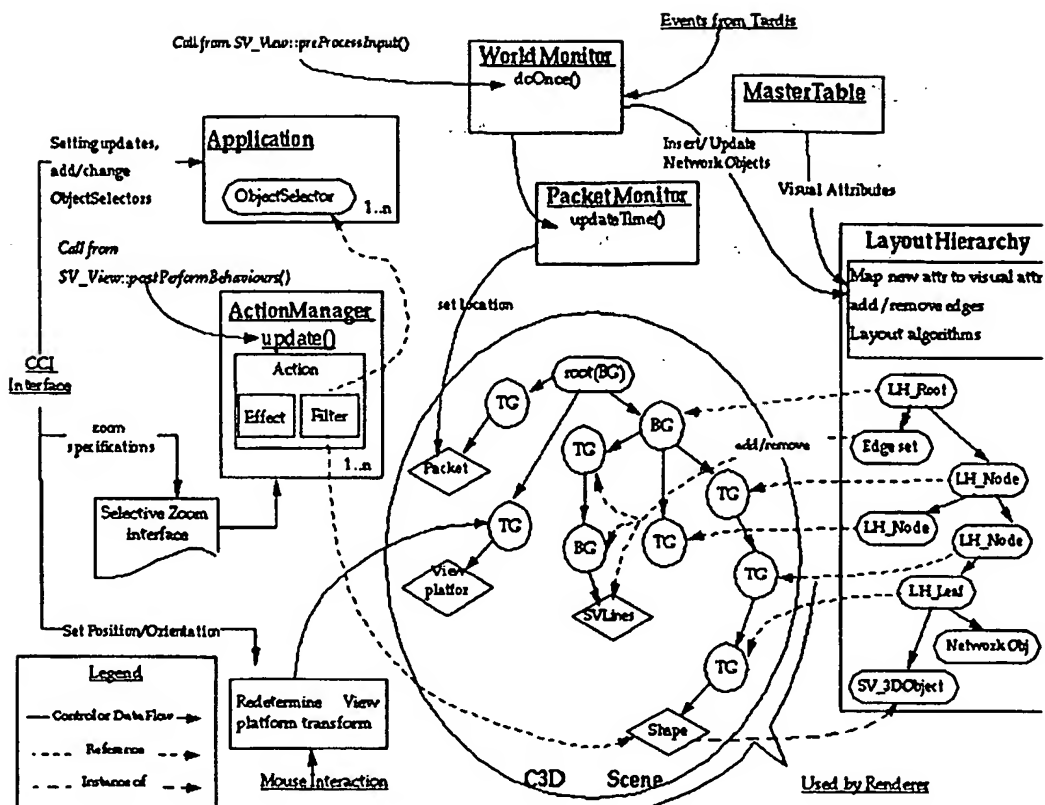 Events from Tardis
Call from SV_View::preProcessInput()
WorldMonitor
doOnce()
MasterTable
Setting updates,
add/change
ObjectSelectors
Application
ObjectSelector
1..n
Insert/Update
Network Objects
Visual Attributes
PacketMonitor
updateTime()
Call from
SV_View::postPerformBehaviours()
LayoutHierarchy
Map new attr to visual attr
add/remove edges
Layout algorithms
ActionManager
update()
Action
Effect
Filter
1..n
set location
CCI
Interface
zoom
specifications
Selective Zoom
interface
root(BG)
TG
BG
Packet
TG
add/remove
TG
TG
BG
TG
View
platfor
SVLines
TG
TG
Shape
LH_Root
Edge set
LH_Node
LH_Node
LH_Node
LH_Leaf
Network Obj
SV_3DObject
Set Position/Orientation
Redetermine View
platform transform
Mouse Interaction
Legend
Control or Data Flow
Reference
Instance of
C3D Scene
Used by Renderer